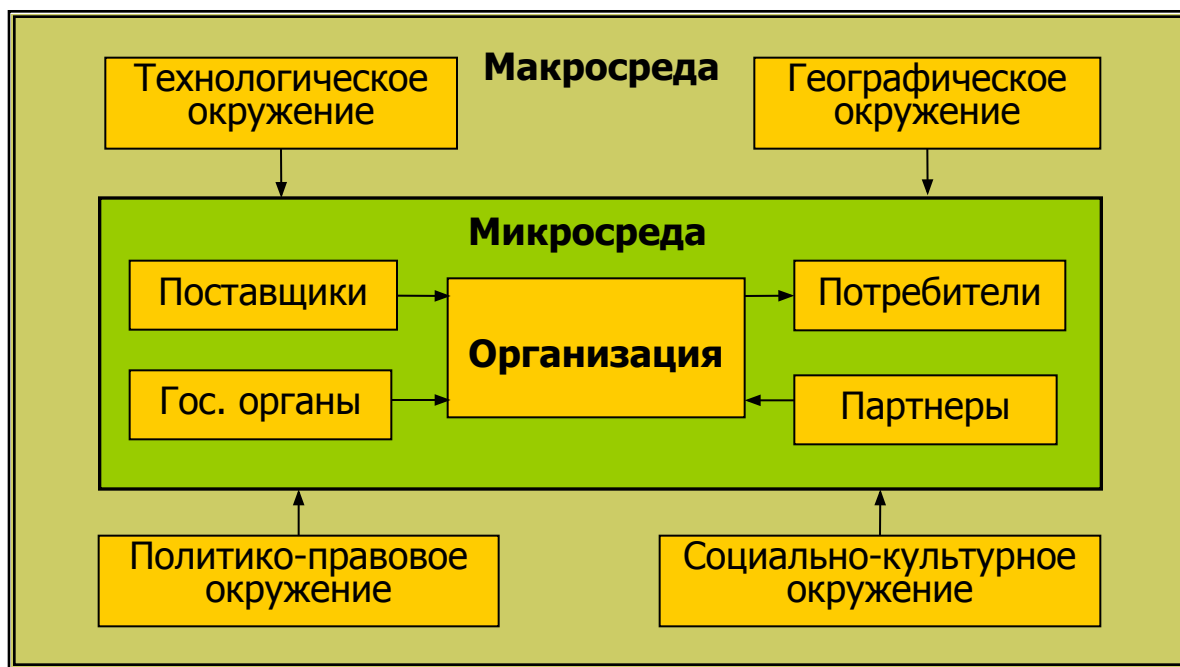 Макросреда
Технологическое
окружение
Географическое
окружение
Микросреда
Поставщики
Потребители
Организация
Гос. органы
Партнеры
Политико-правовое
окружение
Социально-культурное
окружение